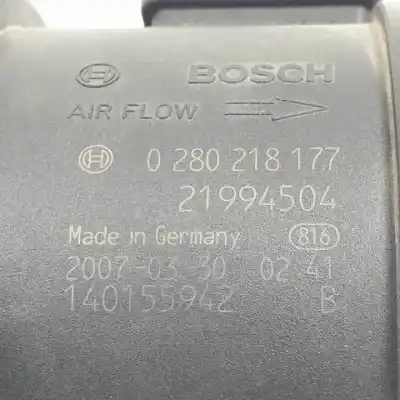 BOSCH
AIR FLOW
0 280 218 177
21994504
Made in Germany 816
2007-03 30 02 41
140155942 B